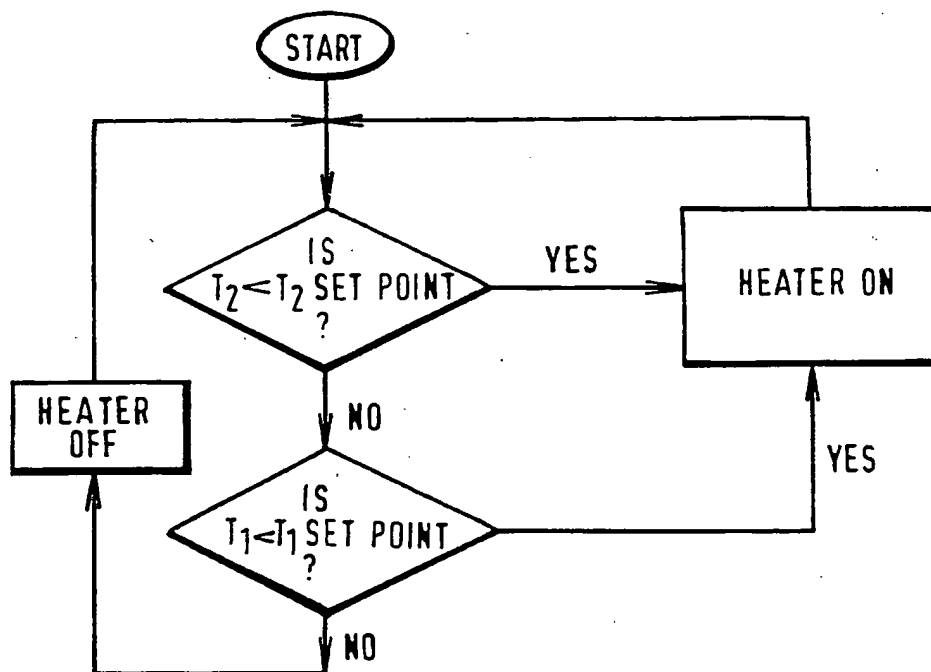 START
IS
T₂<T₂ SET POINT
?
YES
HEATER ON
HEATER
OFF
NO
IS
T₁<T₁ SET POINT
?
YES
NO